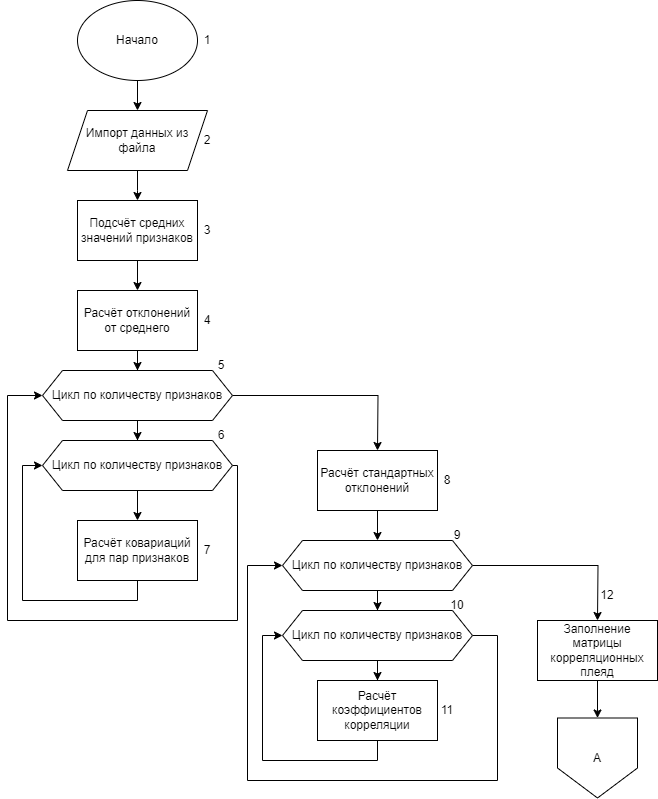 Начало
1
Импорт данных из
файла
2
Подсчёт средних
значений признаков
3
Расчёт отклонений
от среднего
4
5
Цикл по количеству признаков
6
Цикл по количеству признаков
Расчёт ковариаций
для пар признаков
7
Расчёт стандартных
отклонений
8
9
Цикл по количеству признаков
10
Цикл по количеству признаков
Расчёт
коэффициентов
корреляции
11
12
Заполнение
матрицы
корреляционных
плеяд
А